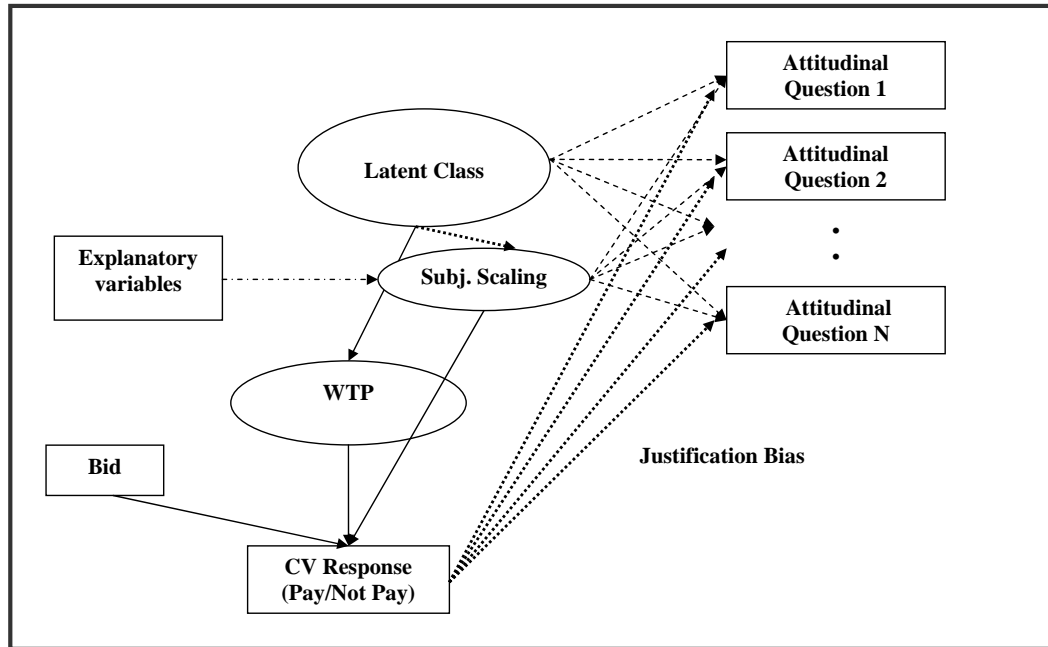 Attitudinal
Question 1
Latent Class
Attitudinal
Question 2
Explanatory
variables
Subj. Scaling
Attitudinal
Question N
WTP
Justification Bias
Bid
CV Response
(Pay/Not Pay)